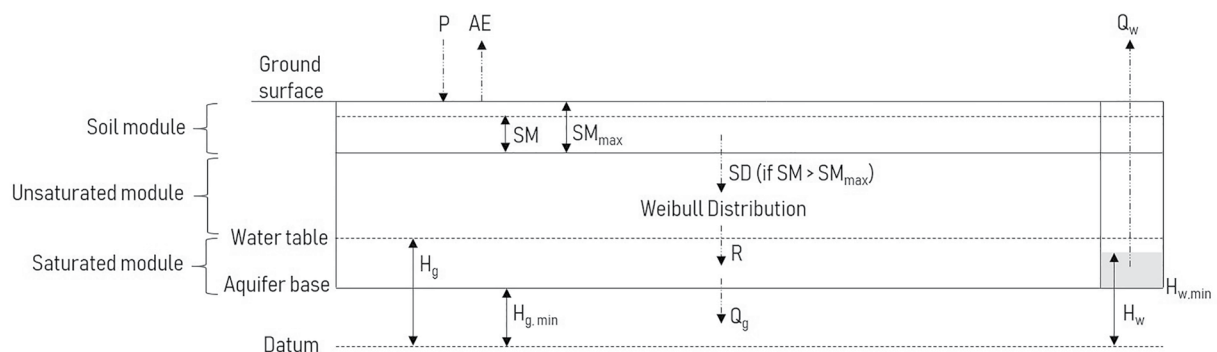 P
AE
Q_w
Ground
surface
Soil module
SM
SM_max
SD (if SM > SM_max)
Unsaturated module
Weibull Distribution
Water table
Saturated module
H_g
R
Aquifer base
H_w,min
H_g, min
Q_g
H_w
Datum